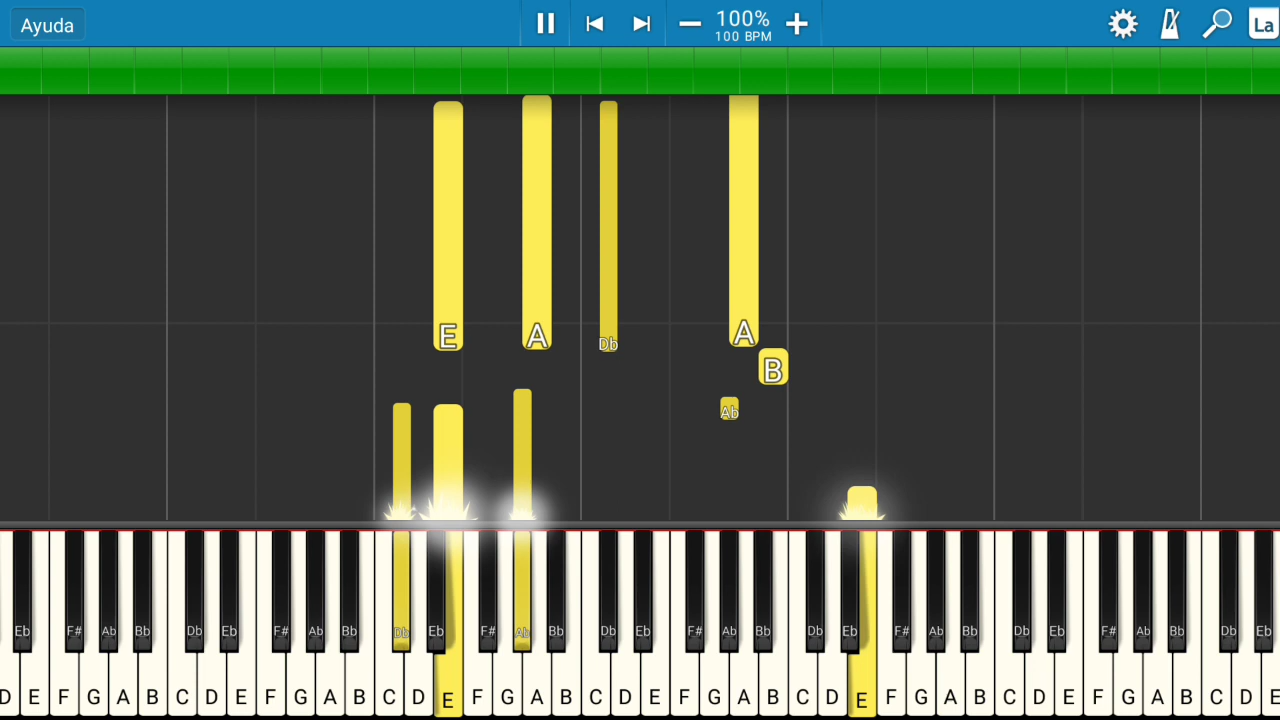 Ayuda
100%
100 BPM
La
E A Db A
B
Ab
Eb F# Ab Bb Db Eb F# Ab Bb Db Eb F# Ab Bb Db Eb F# Ab Bb Db Eb F# Ab Bb Db Eb F# Ab Bb Db Eb
D E F G A B C D E F G A B C D E F G A B C D E F G A B C D E F G A B C D E F G A B C D E